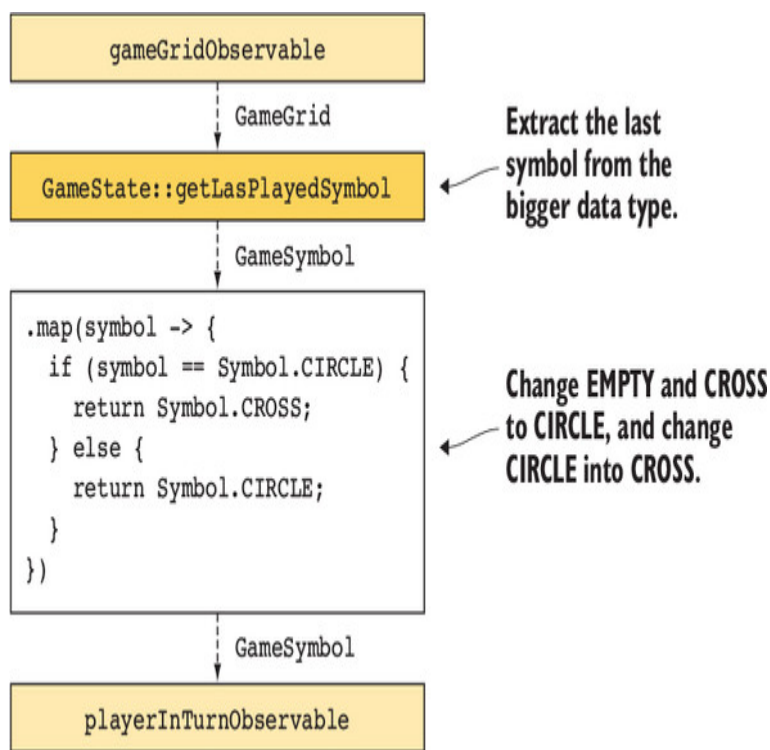 gameGridObservable
GameGrid
GameState::getLasPlayedSymbol
Extract the last
symbol from the
bigger data type.
GameSymbol
.map(symbol -> {
if (symbol == Symbol.CIRCLE) {
return Symbol.CROSS;
} else {
return Symbol.CIRCLE;
}
})
Change EMPTY and CROSS
to CIRCLE, and change
CIRCLE into CROSS.
GameSymbol
playerInTurnObservable